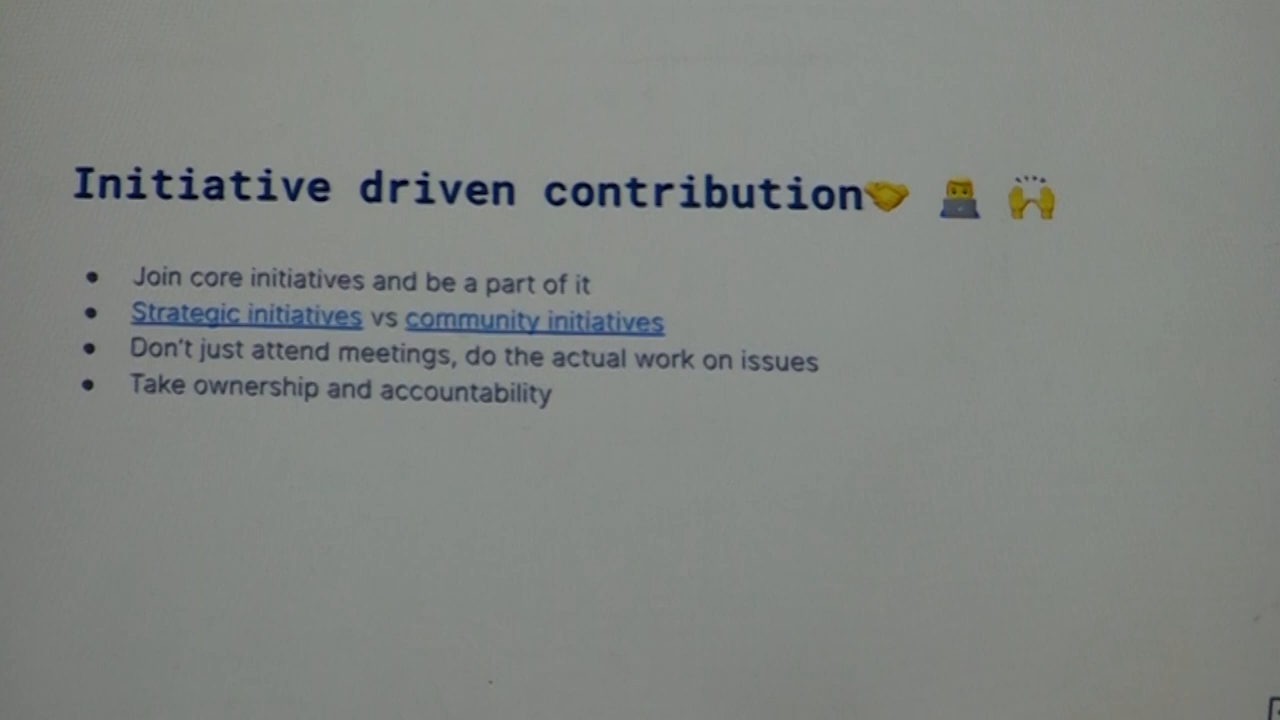 Initiative driven contribution🤝 👨‍💻 🙌
● Join core initiatives and be a part of it
● Strategic initiatives vs community initiatives
● Don't just attend meetings, do the actual work on issues
● Take ownership and accountability